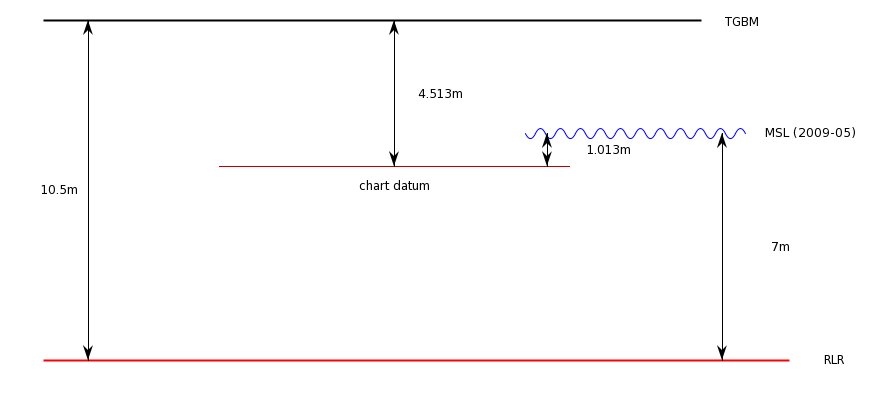 TGBM
4.513m
MSL (2009-05)
1.013m
chart datum
10.5m
7m
RLR